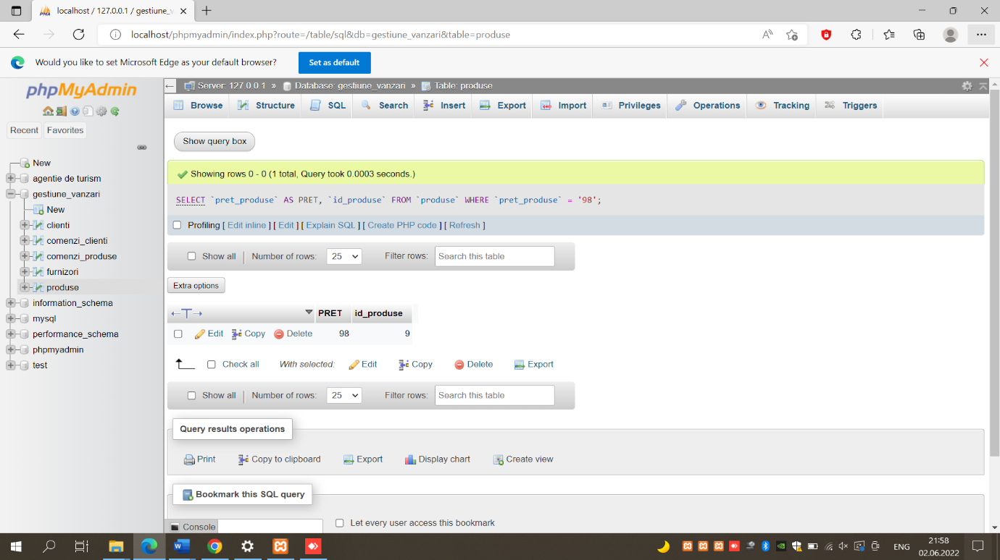 localhost / 127.0.0.1 / gestiune_v
localhost/phpmyadmin/index.php?route=/table/sql&db=gestiune_vanzari&table=produse
Would you like to set Microsoft Edge as your default browser? Set as default
phpMyAdmin
Recent Favorites
New
agentie de turism
gestiune_vanzari
New
clienti
comenzi_clienti
comenzi_produse
furnizori
produse
information_schema
mysql
performance_schema
phpmyadmin
test
Server: 127.0.0.1 » Database: gestiune_vanzari » Table: produse
Browse Structure SQL Search Insert Export Import Privileges Operations Tracking Triggers
Show query box
Showing rows 0 - 0 (1 total, Query took 0.0003 seconds.)
SELECT `pret_produse` AS PRET, `id_produse` FROM `produse` WHERE `pret_produse` = '98';
Profiling [ Edit inline ] [ Edit ] [ Explain SQL ] [ Create PHP code ] [ Refresh ]
Show all Number of rows: 25 Filter rows: Search this table
Extra options
←T→ PRET id_produse
Edit Copy Delete 98 9
Check all With selected: Edit Copy Delete Export
Show all Number of rows: 25 Filter rows: Search this table
Query results operations
Print Copy to clipboard Export Display chart Create view
Bookmark this SQL query
Console Let every user access this bookmark
ENG 21:58
02.06.2022